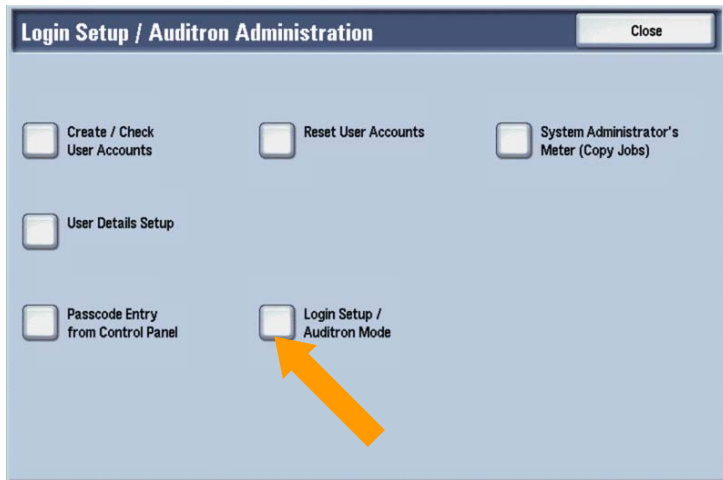 Login Setup / Auditron Administration
Close
Create / Check
User Accounts
Reset User Accounts
System Administrator's
Meter (Copy Jobs)
User Details Setup
Passcode Entry
from Control Panel
Login Setup /
Auditron Mode